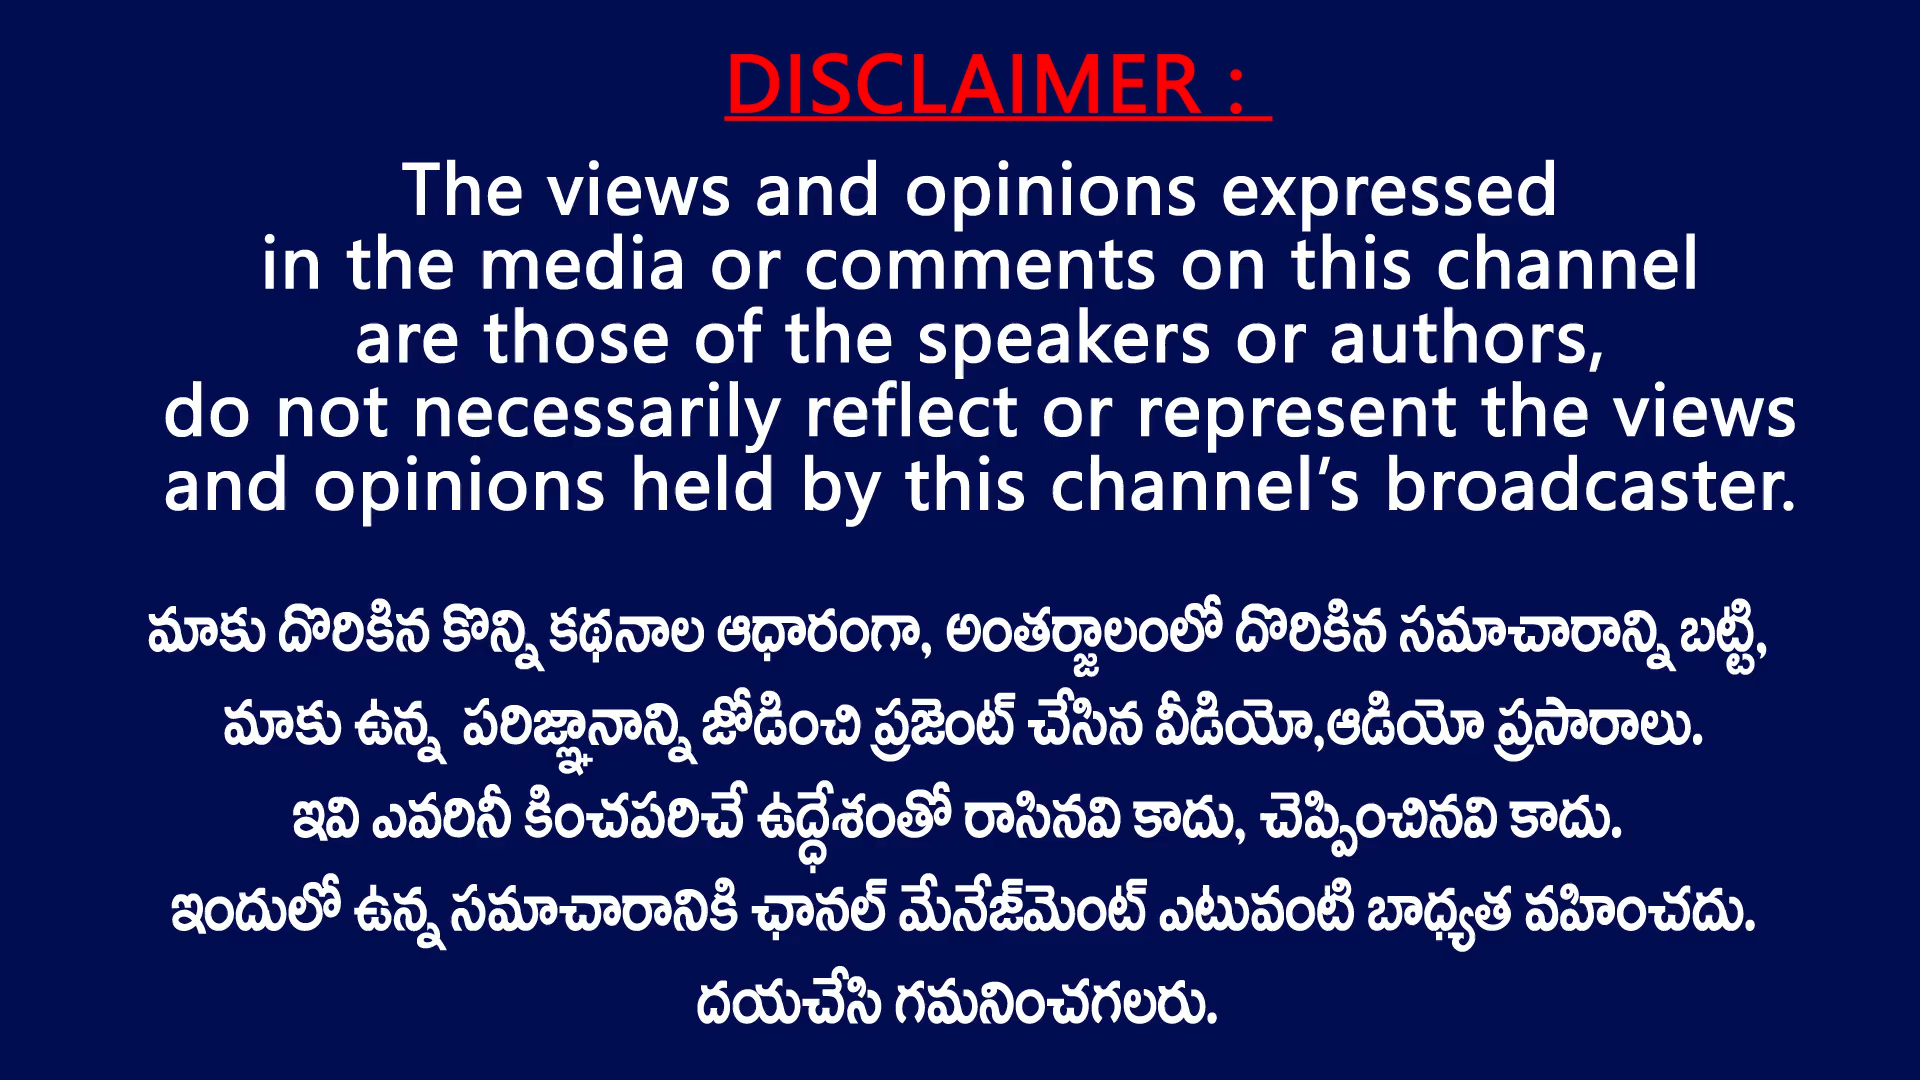 DISCLAIMER :
The views and opinions expressed
in the media or comments on this channel
are those of the speakers or authors,
do not necessarily reflect or represent the views
and opinions held by this channel’s broadcaster.
మాకు దొరికిన కొన్ని కథనాల ఆధారంగా, అంతర్జాలంలో దొరికిన సమాచారాన్ని బట్టి,
మాకు ఉన్న పరిజ్ఞానాన్ని జోడించి ప్రజెంట్ చేసిన వీడియో,ఆడియో ప్రసారాలు.
ఇవి ఎవరినీ కించపరిచే ఉద్ధేశంతో రాసినవి కాదు, చెప్పించినవి కాదు.
ఇందులో ఉన్న సమాచారానికి ఛానల్ మేనేజ్‌మెంట్ ఎటువంటి బాధ్యత వహించదు.
దయచేసి గమనించగలరు.